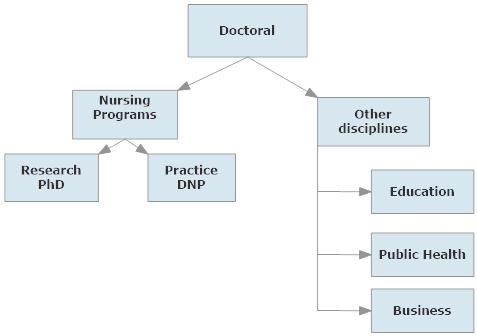 Doctoral
Nursing
Programs
Other
disciplines
Research
PhD
Practice
DNP
Education
Public Health
Business